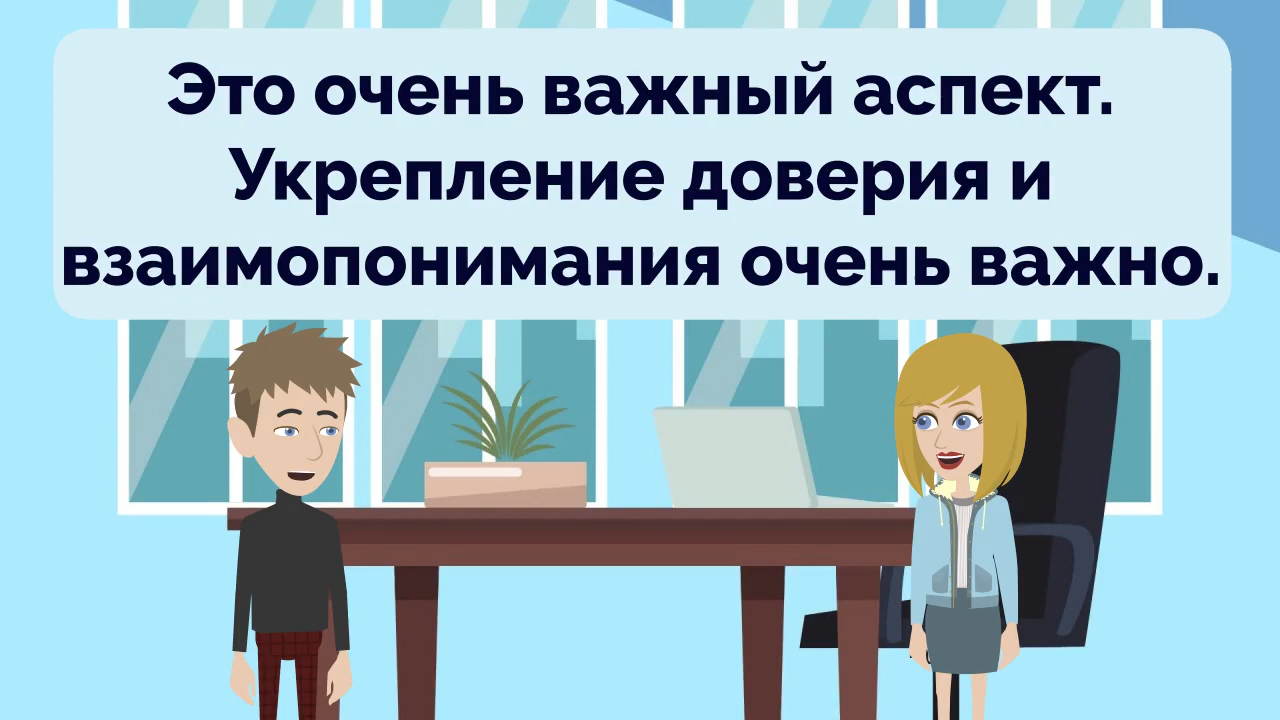 Это очень важный аспект.
Укрепление доверия и
взаимопонимания очень важно.